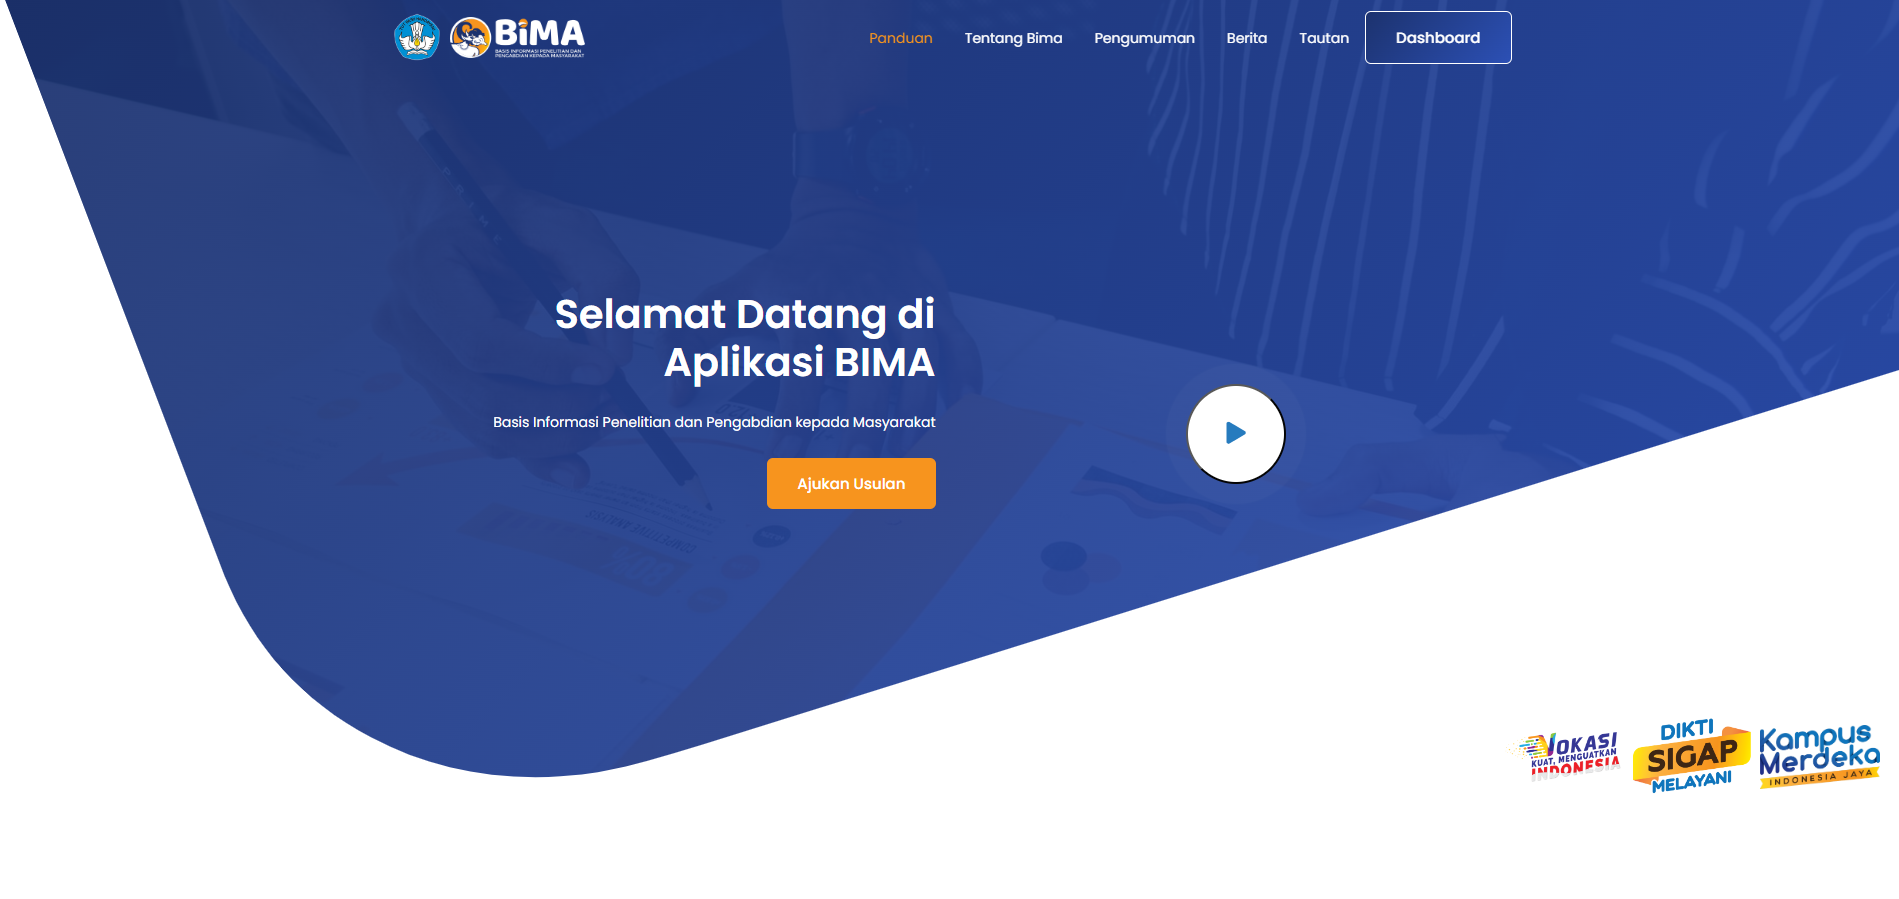 BiMA
BASIS INFORMASI PENELITIAN DAN
PENGABDIAN KEPADA MASYARAKAT
Panduan
Tentang Bima
Pengumuman
Berita
Tautan
Dashboard
Selamat Datang di
Aplikasi BIMA
Basis Informasi Penelitian dan Pengabdian kepada Masyarakat
Ajukan Usulan
COMPETITIVE ANALYSIS
VOKASI
KUAT, MENGUATKAN
INDONESIA
DIKTI
SIGAP
MELAYANI
Kampus
Merdeka
INDONESIA JAYA